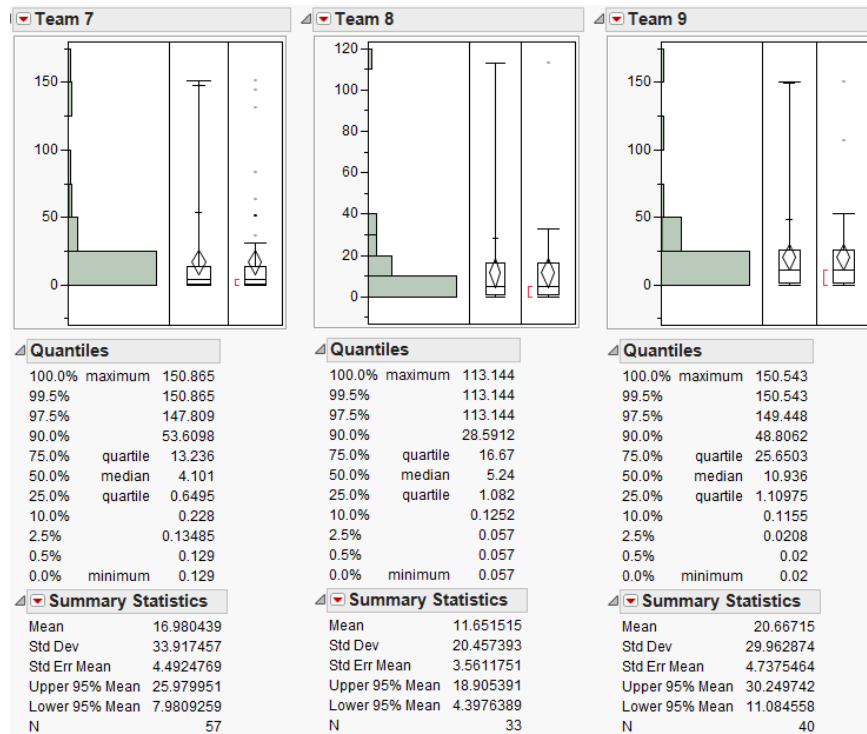 Team 7
150
100
50
0
Quantiles
100.0% maximum 150.865
99.5% 150.865
97.5% 147.809
90.0% 53.6098
75.0% quartile 13.236
50.0% median 4.101
25.0% quartile 0.6495
10.0% 0.228
2.5% 0.13485
0.5% 0.129
0.0% minimum 0.129
Summary Statistics
Mean 16.980439
Std Dev 33.917457
Std Err Mean 4.4924769
Upper 95% Mean 25.979951
Lower 95% Mean 7.9809259
N 57
Team 8
120
100
80
60
40
20
0
Quantiles
100.0% maximum 113.144
99.5% 113.144
97.5% 113.144
90.0% 28.5912
75.0% quartile 16.67
50.0% median 5.24
25.0% quartile 1.082
10.0% 0.1252
2.5% 0.057
0.5% 0.057
0.0% minimum 0.057
Summary Statistics
Mean 11.651515
Std Dev 20.457393
Std Err Mean 3.5611751
Upper 95% Mean 18.905391
Lower 95% Mean 4.3976389
N 33
Team 9
150
100
50
0
Quantiles
100.0% maximum 150.543
99.5% 150.543
97.5% 149.448
90.0% 48.8062
75.0% quartile 25.6503
50.0% median 10.936
25.0% quartile 1.10975
10.0% 0.1155
2.5% 0.0208
0.5% 0.02
0.0% minimum 0.02
Summary Statistics
Mean 20.66715
Std Dev 29.962874
Std Err Mean 4.7375464
Upper 95% Mean 30.249742
Lower 95% Mean 11.084558
N 40